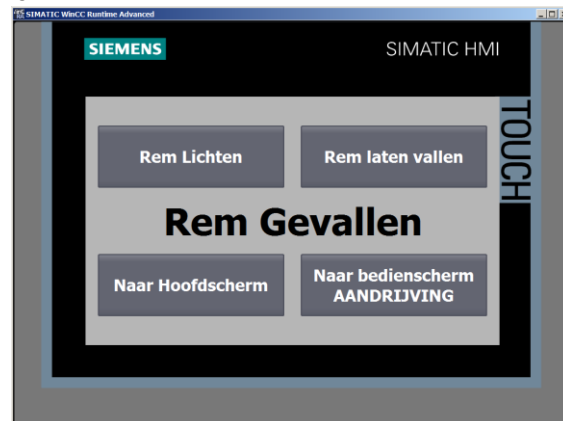 SIMATIC WinCC Runtime Advanced
SIEMENS
SIMATIC HMI
TOUCH
Rem Lichten
Rem laten vallen
Rem Gevallen
Naar Hoofdscherm
Naar bedienscherm
AANDRIJVING